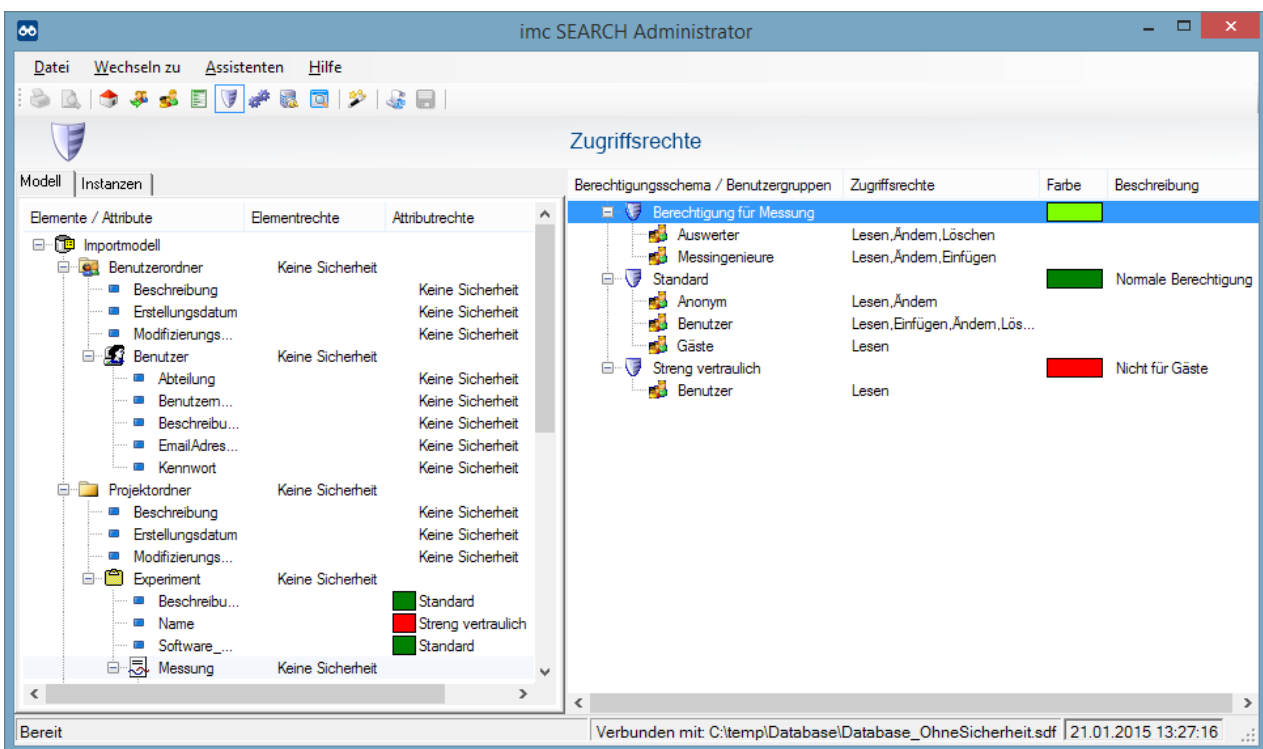 imc SEARCH Administrator
Datei Wechseln zu Assistenten Hilfe
Zugriffsrechte
Modell Instanzen
Elemente / Attribute Elementrechte Attributrechte
Importmodell
Benutzerordner Keine Sicherheit
Beschreibung Keine Sicherheit
Erstellungsdatum Keine Sicherheit
Modifizierungs... Keine Sicherheit
Benutzer Keine Sicherheit
Abteilung Keine Sicherheit
Benutzern... Keine Sicherheit
Beschreibu... Keine Sicherheit
EmailAdres... Keine Sicherheit
Kennwort Keine Sicherheit
Projektordner Keine Sicherheit
Beschreibung Keine Sicherheit
Erstellungsdatum Keine Sicherheit
Modifizierungs... Keine Sicherheit
Experiment Keine Sicherheit
Beschreibu... Standard
Name Streng vertraulich
Software_... Standard
Messung Keine Sicherheit
Berechtigungsschema / Benutzergruppen Zugriffsrechte Farbe Beschreibung
Berechtigung für Messung
Auswerter Lesen,Ändern,Löschen
Messingenieure Lesen,Ändern,Einfügen
Standard Normale Berechtigung
Anonym Lesen,Ändern
Benutzer Lesen,Einfügen,Ändern,Lös...
Gäste Lesen
Streng vertraulich Nicht für Gäste
Benutzer Lesen
Bereit Verbunden mit: C:\temp\Database\Database_OhneSicherheit.sdf 21.01.2015 13:27:16